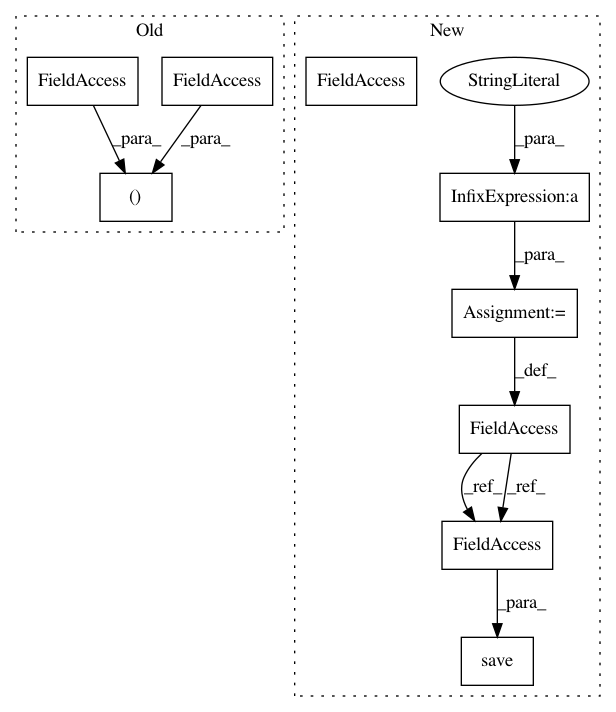 Old
New
FieldAccess
FieldAccess
FieldAccess
StringLiteral
_para_
_para_
_para_
()
InfixExpression:a
_para_
Assignment:=
_def_
FieldAccess
_ref_
_ref_
FieldAccess
_para_
save